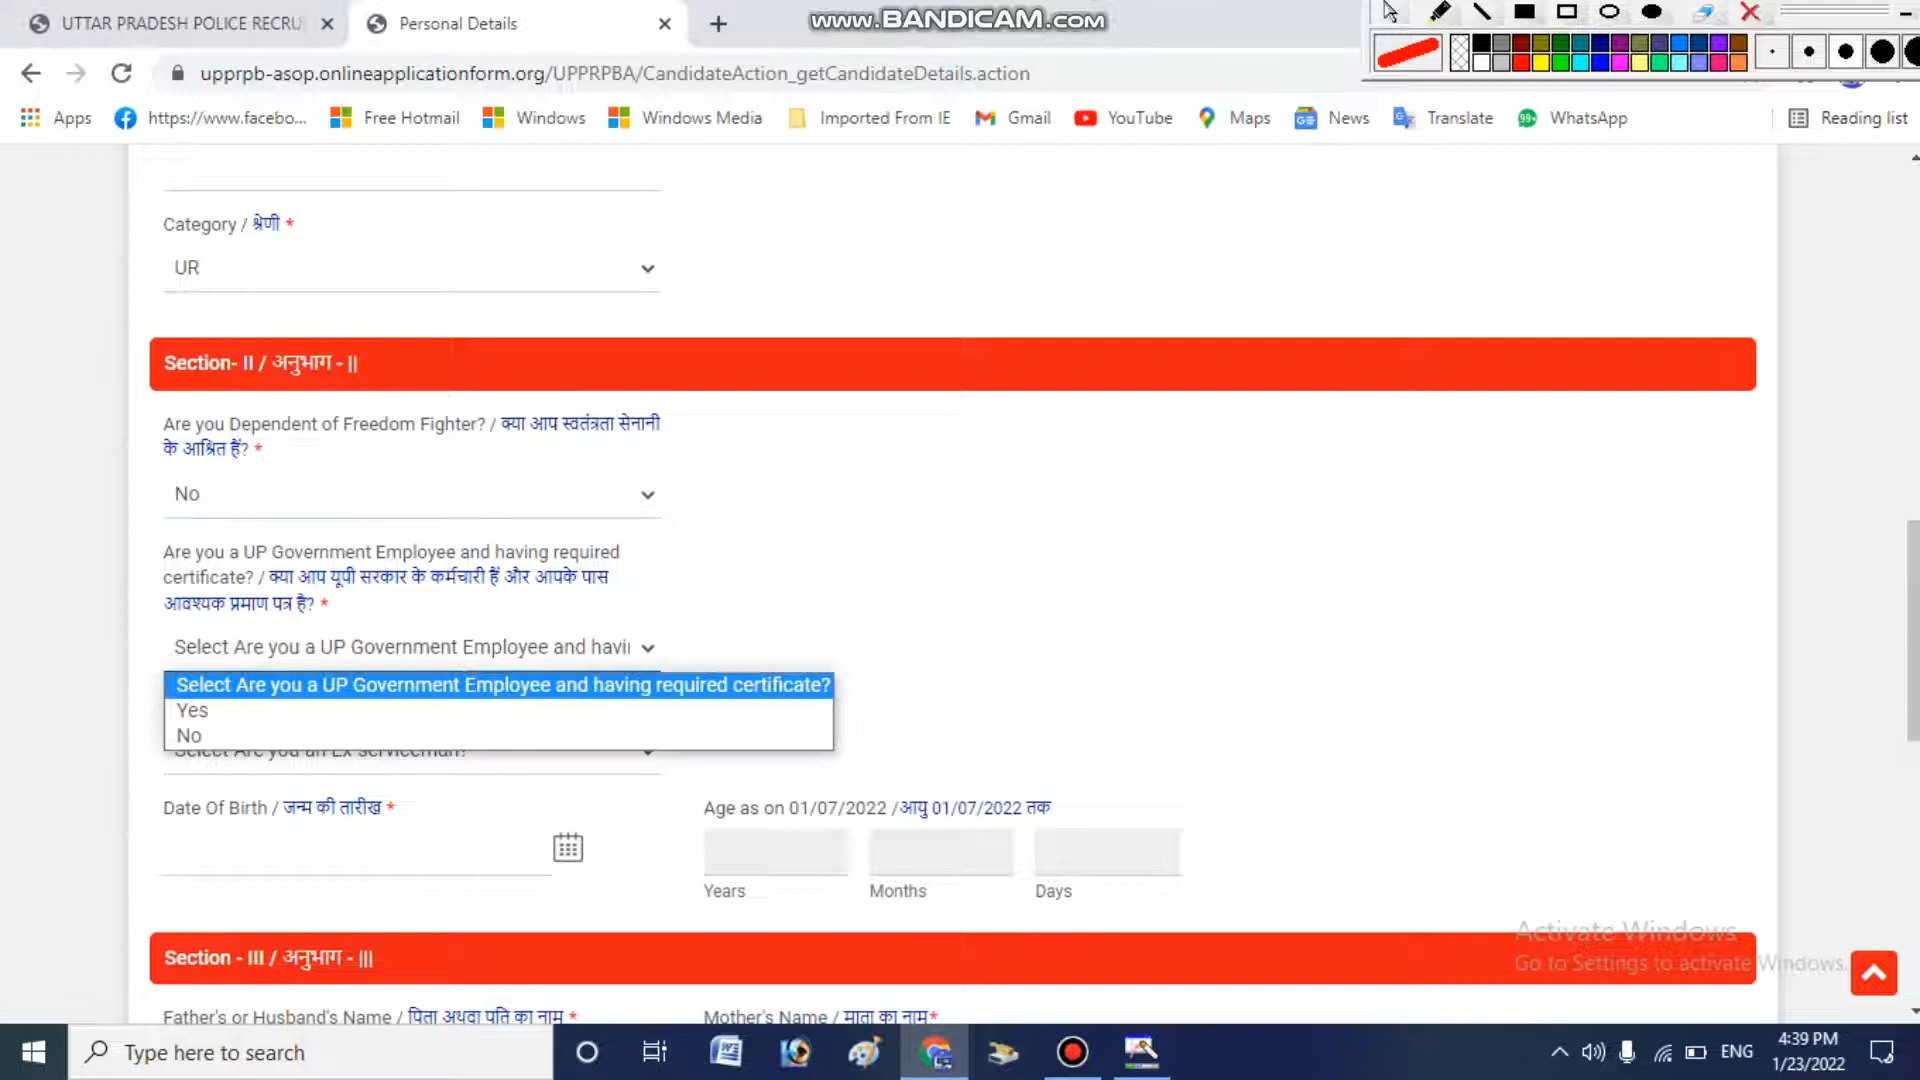 UTTAR PRADESH POLICE RECRU
Personal Details
www.BANDICAM.com
upprpb-asop.onlineapplicationform.org/UPPRPBA/CandidateAction_getCandidateDetails.action
Apps
https://www.facebo...
Free Hotmail
Windows
Windows Media
Imported From IE
Gmail
YouTube
Maps
News
Translate
99+
WhatsApp
Reading list
Category / श्रेणी *
UR
Section- II / अनुभाग - ||
Are you Dependent of Freedom Fighter? / क्या आप स्वतंत्रता सेनानी
के आश्रित हैं? *
No
Are you a UP Government Employee and having required
certificate? / क्या आप यूपी सरकार के कर्मचारी हैं और आपके पास
आवश्यक प्रमाण पत्र है? *
Select Are you a UP Government Employee and havi
Select Are you a UP Government Employee and having required certificate?
Yes
No
Select Are you an Ex Serviceman?
Date Of Birth / जन्म की तारीख *
Age as on 01/07/2022 /आयु 01/07/2022 तक
Years
Months
Days
Activate Windows
Go to Settings to activate Windows.
Section - III / अनुभाग - |||
Father's or Husband's Name / पिता अथवा पति का नाम *
Mother's Name / माता का नाम*
Type here to search
ENG
4:39 PM
1/23/2022